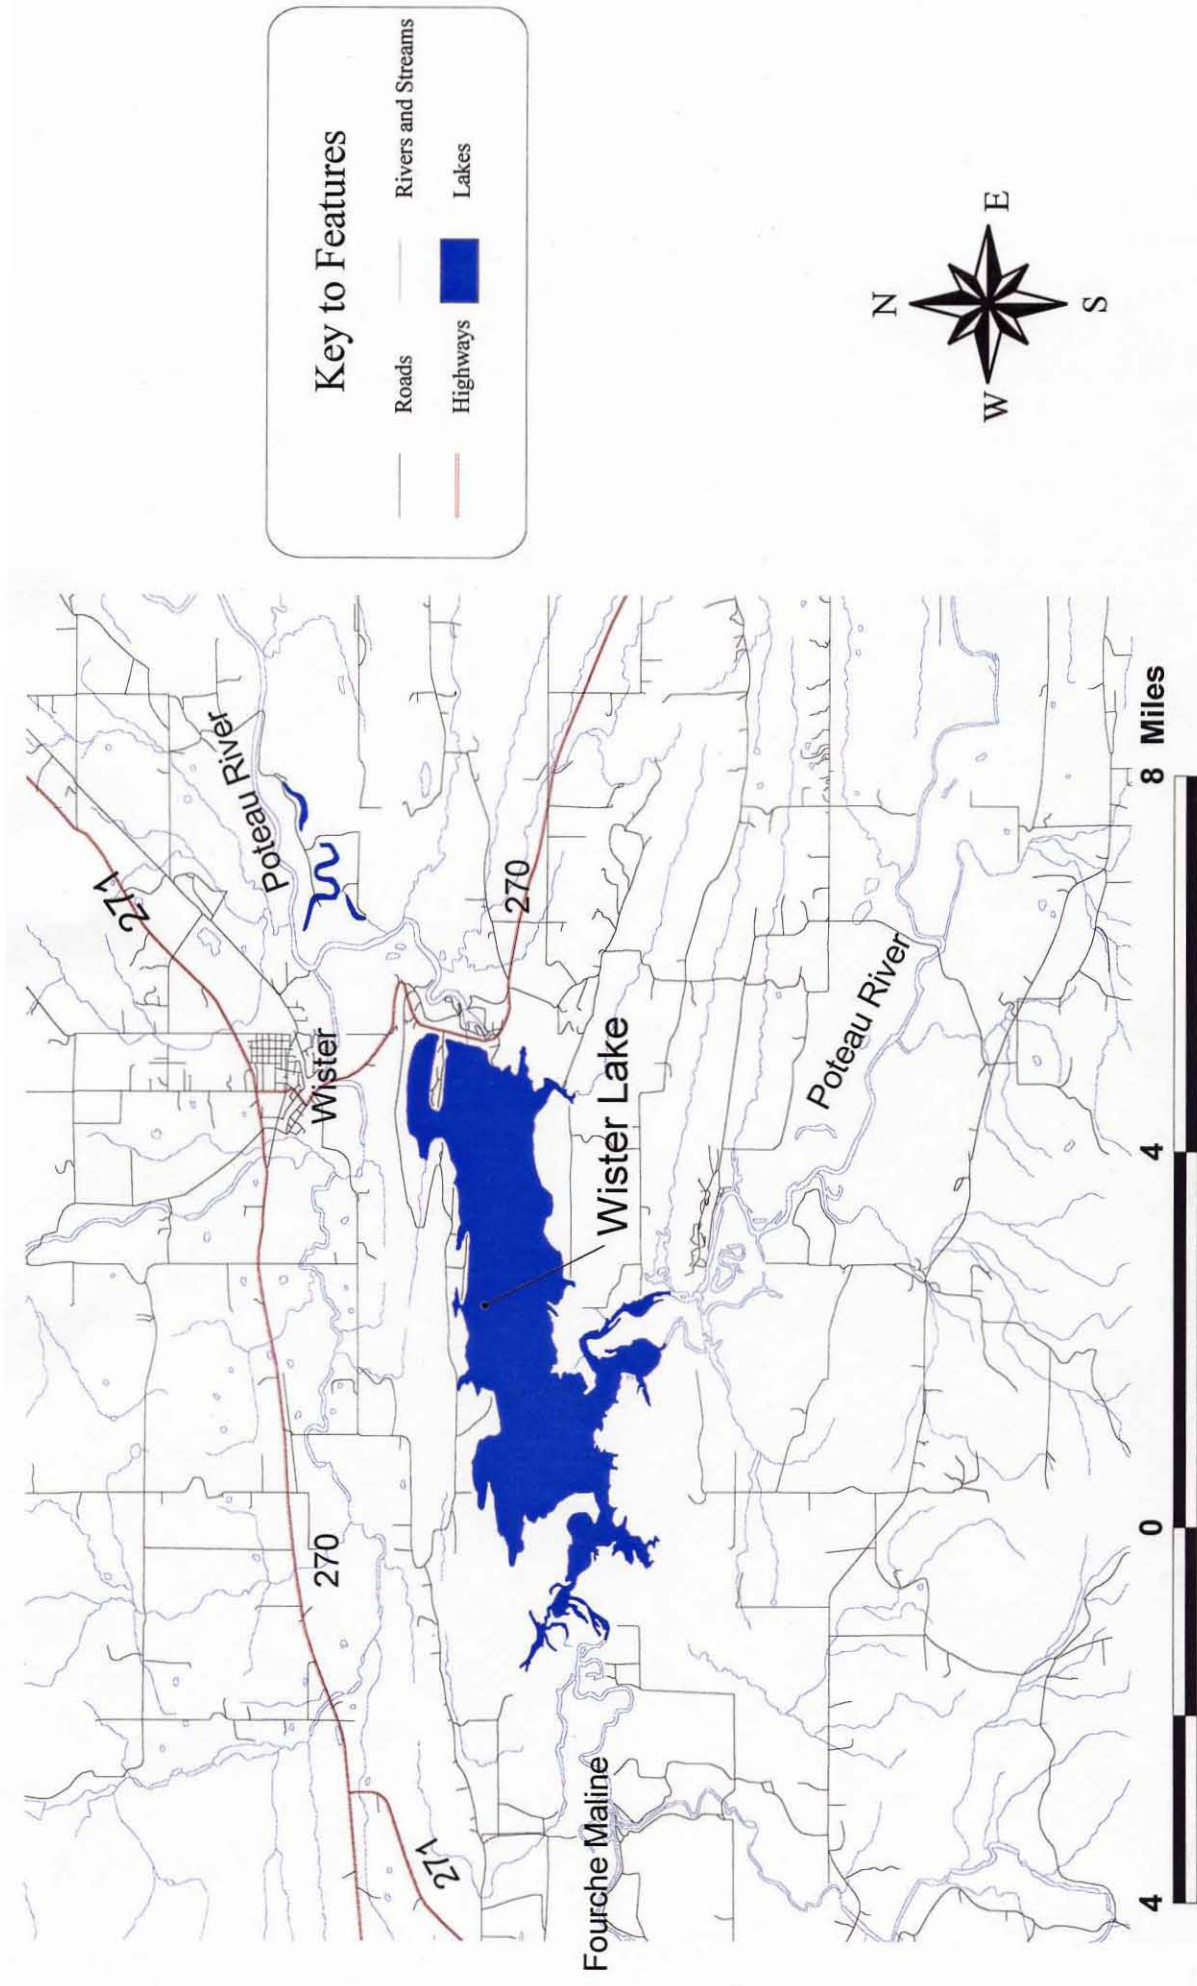 Key to Features
Roads
Rivers and Streams
Highways
Lakes
N
W
E
S
271
Poteau River
Wister
270
270
271
Wister Lake
Poteau River
Fourche Maline
4
0
4
8 Miles